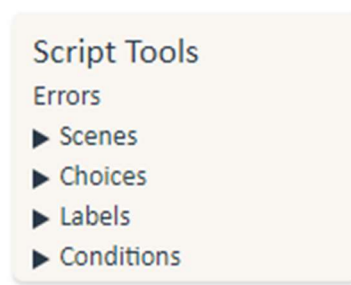 Script Tools
Errors
Scenes
Choices
Labels
Conditions